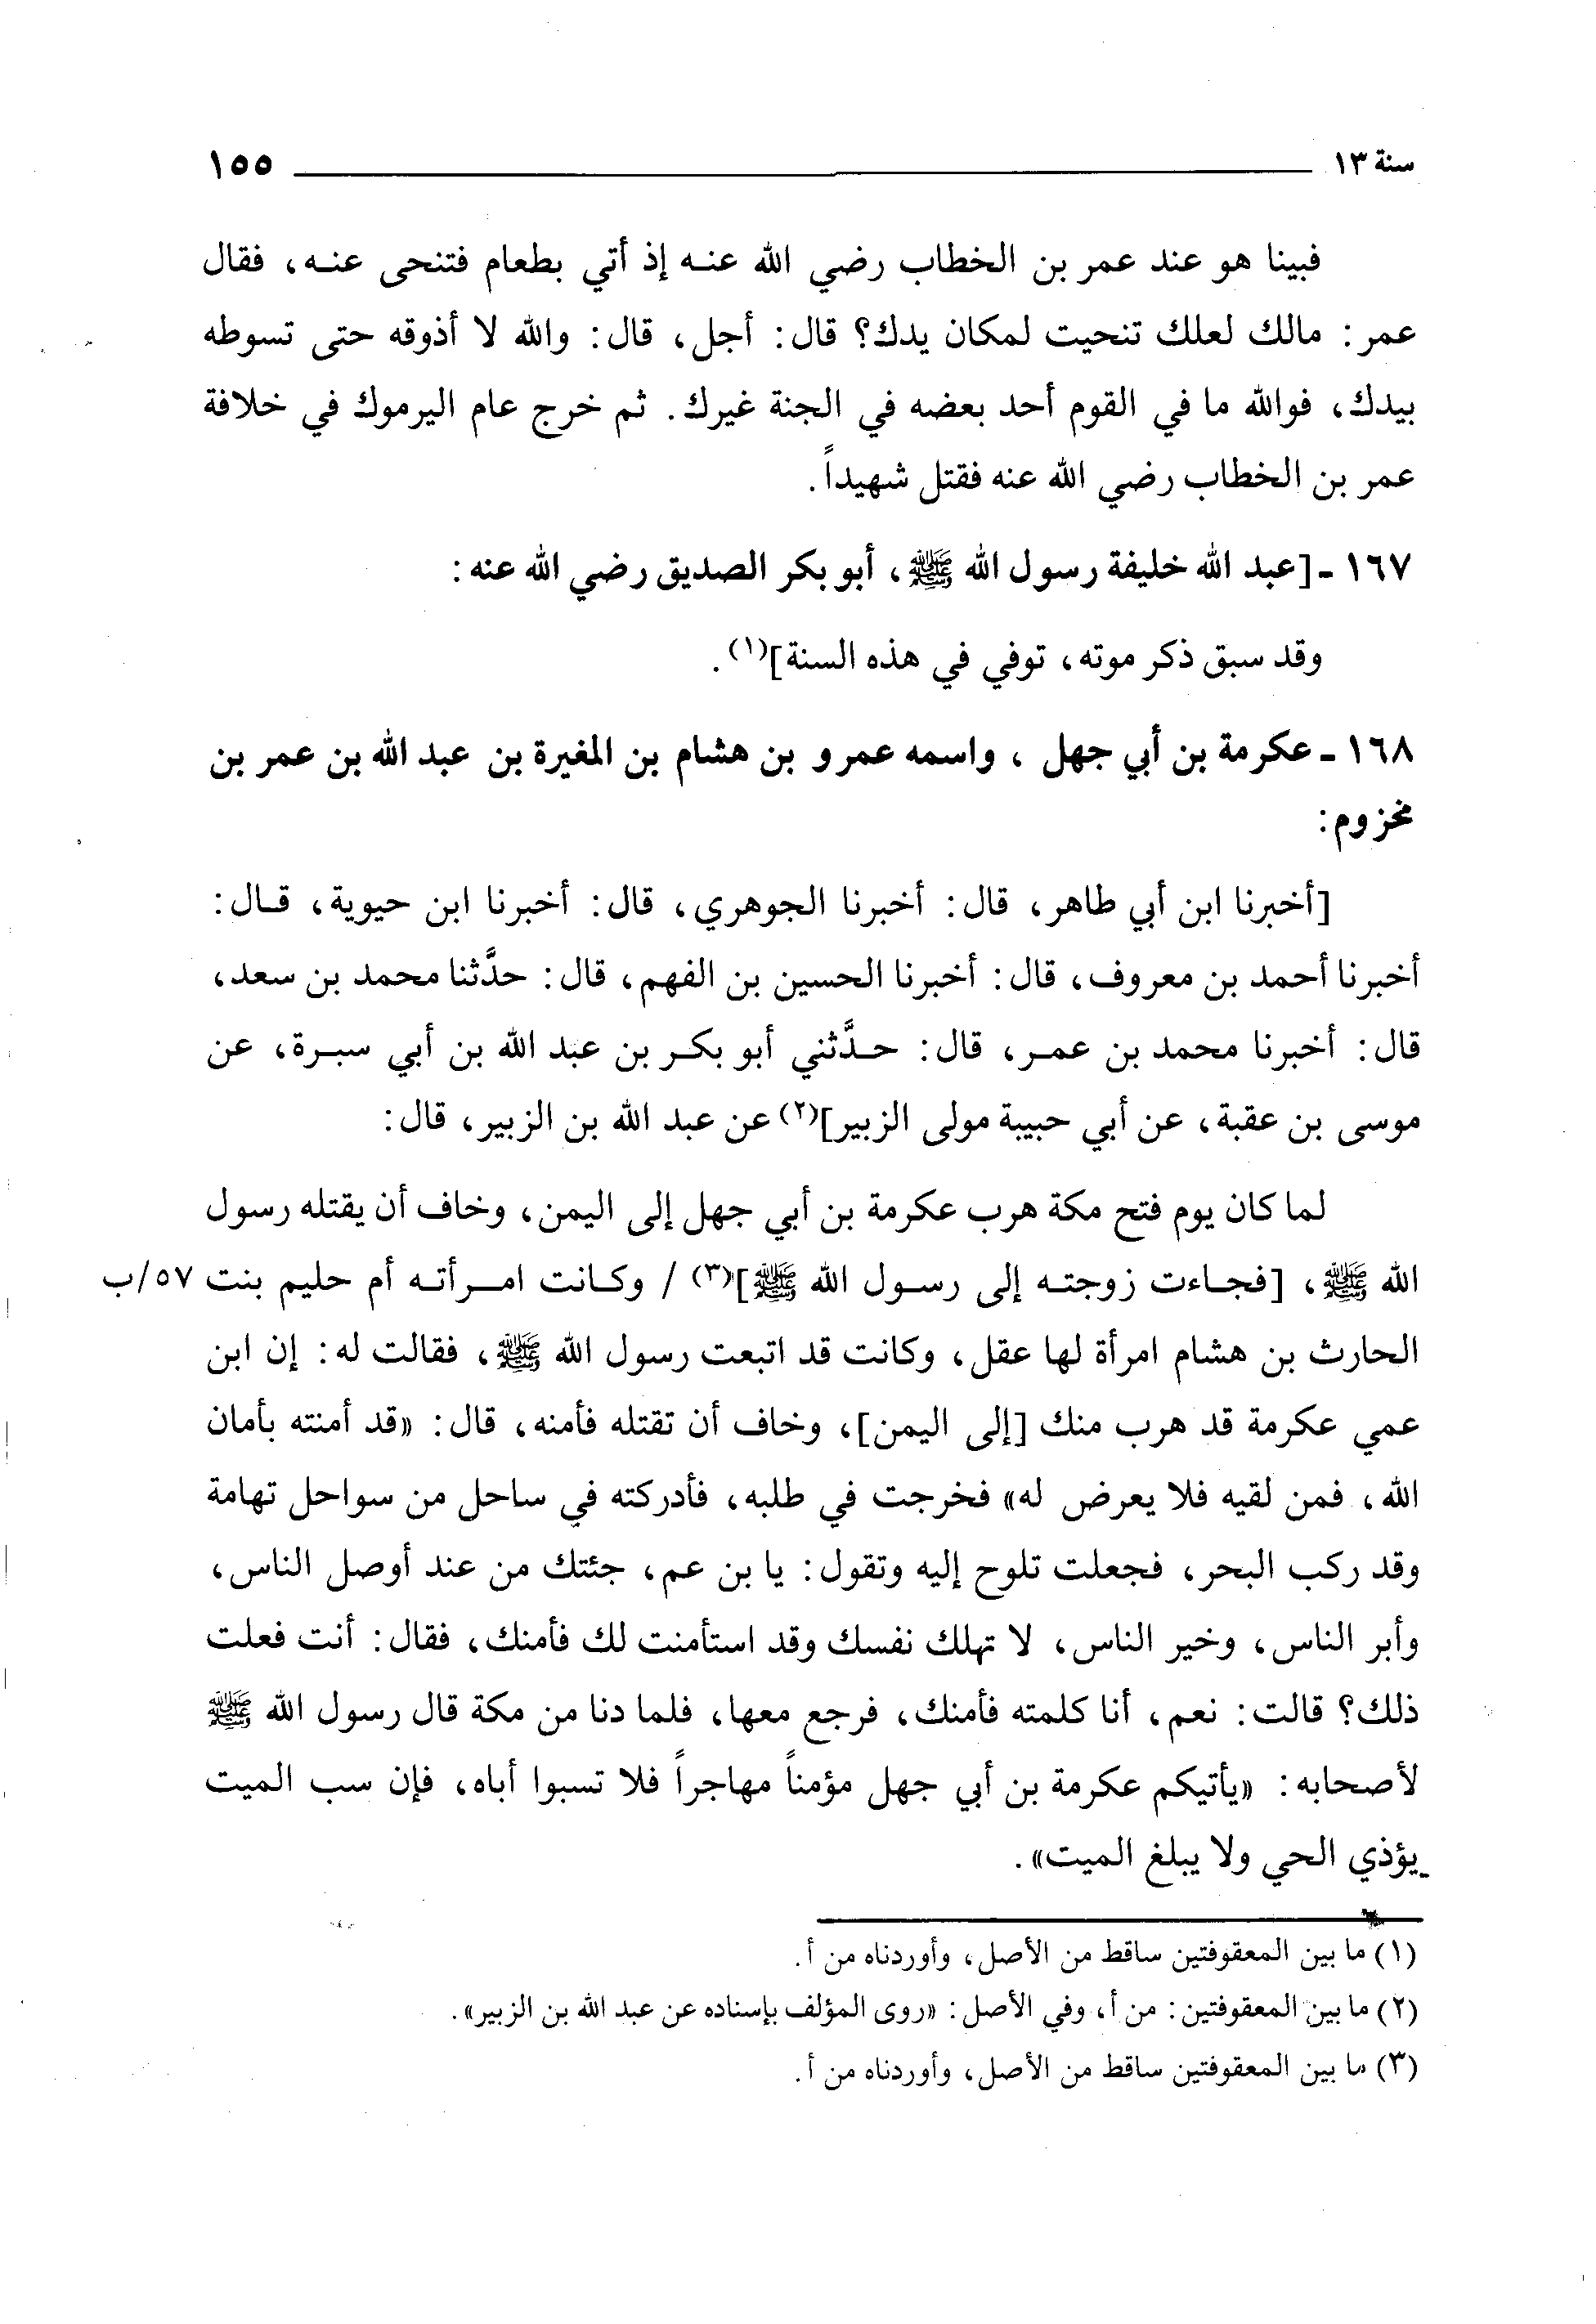 سنة ١٣ ١٥٥
فبينا هو عند عمر بن الخطاب رضي الله عنه إذ أتي بطعام فتنحى عنه، فقال
عمر: مالك لعلك تنحيت لمكان يدك؟ قال: أجل، قال: والله لا أذوقه حتى تسوطه
بيدك، فوالله ما في القوم أحد بعضه في الجنة غيرك. ثم خرج عام اليرموك في خلافة
عمر بن الخطاب رضي الله عنه فقتل شهيداً.
١٦٧ - [عبد الله خليفة رسول الله ﷺ، أبو بكر الصديق رضي الله عنه:
وقد سبق ذكر موته، توفي في هذه السنة](١).
١٦٨ - عكرمة بن أبي جهل ، واسمه عمرو بن هشام بن المغيرة بن عبد الله بن عمر بن
مخزوم:
[أخبرنا ابن أبي طاهر، قال: أخبرنا الجوهري، قال: أخبرنا ابن حيوية، قال:
أخبرنا أحمد بن معروف، قال: أخبرنا الحسين بن الفهم، قال: حدَّثنا محمد بن سعد،
قال: أخبرنا محمد بن عمر، قال: حدَّثني أبو بكر بن عبد الله بن أبي سبرة، عن
موسى بن عقبة، عن أبي حبيبة مولى الزبير](٢) عن عبد الله بن الزبير، قال:
لما كان يوم فتح مكة هرب عكرمة بن أبي جهل إلى اليمن، وخاف أن يقتله رسول
الله ﷺ، [فجاءت زوجته إلى رسول الله ﷺ](٣) / وكانت امرأته أم حليم بنت ٥٧/ب
الحارث بن هشام امرأة لها عقل، وكانت قد اتبعت رسول الله ﷺ، فقالت له: إن ابن
عمي عكرمة قد هرب منك [إلى اليمن]، وخاف أن تقتله فأمنه، قال: «قد أمنته بأمان
الله، فمن لقيه فلا يعرض له» فخرجت في طلبه، فأدركته في ساحل من سواحل تهامة
وقد ركب البحر، فجعلت تلوح إليه وتقول: يا بن عم، جئتك من عند أوصل الناس،
وأبر الناس، وخير الناس، لا تهلك نفسك وقد استأمنت لك فأمنك، فقال: أنت فعلت
ذلك؟ قالت: نعم، أنا كلمته فأمنك، فرجع معها، فلما دنا من مكة قال رسول الله ﷺ
لأصحابه: «يأتيكم عكرمة بن أبي جهل مؤمناً مهاجراً فلا تسبوا أباه، فإن سب الميت
يؤذي الحي ولا يبلغ الميت».
(١) ما بين المعقوفتين ساقط من الأصل، وأوردناه من أ.
(٢) ما بين المعقوفتين: من أ، وفي الأصل: «روى المؤلف بإسناده عن عبد الله بن الزبير».
(٣) ما بين المعقوفتين ساقط من الأصل، وأوردناه من أ.